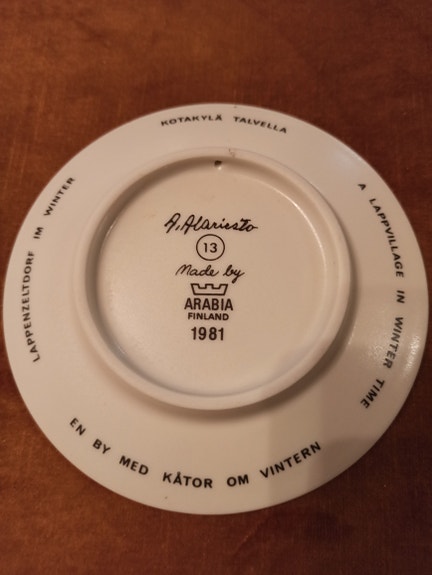 KOTAKYLÄ TALVELLA
A LAPPVILLAGE IN WINTER TIME
EN BY MED KÅTOR OM VINTERN
LAPPENZELTDORF IM WINTER
A. Alariesto
13
Made by
ARABIA
FINLAND
1981